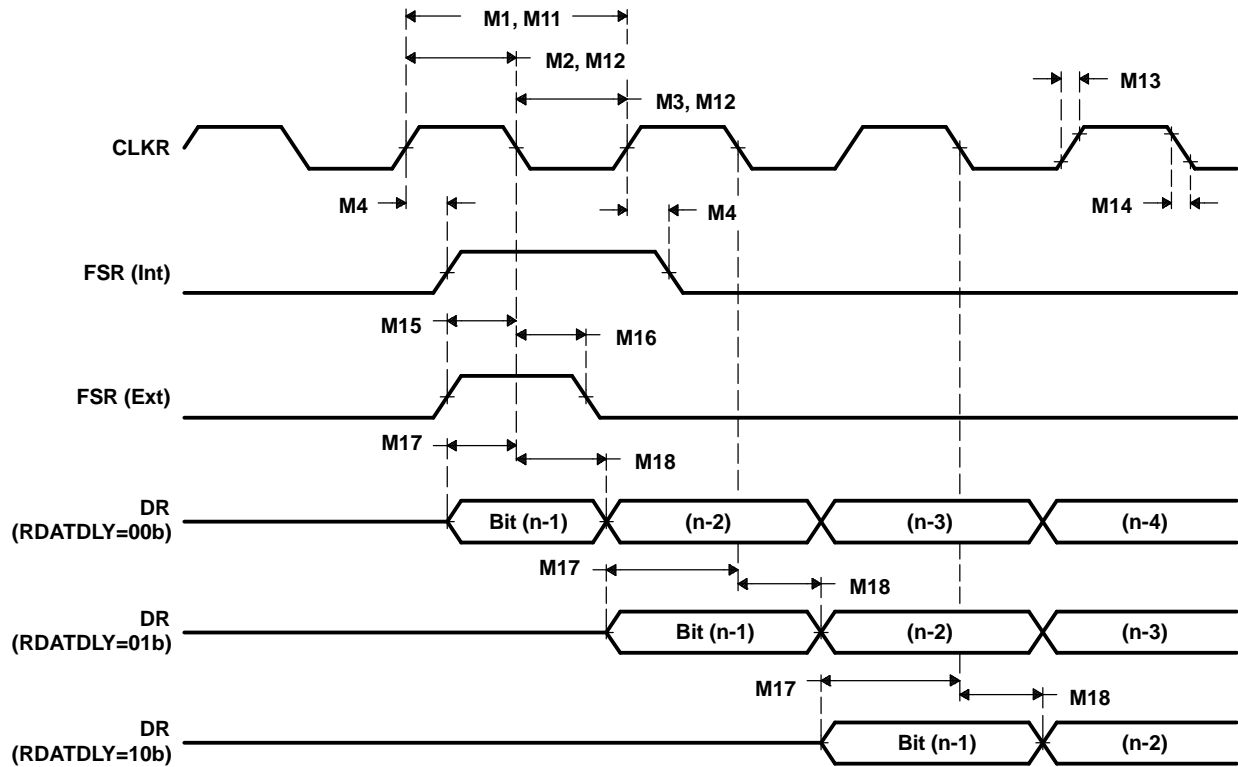 M1, M11
M2, M12
M13
M3, M12
CLKR
M4
M4
M14
FSR (Int)
M15
M16
FSR (Ext)
M17
M18
DR
(RDATDLY=00b)
Bit (n-1)
(n-2)
(n-3)
(n-4)
M17
M18
DR
(RDATDLY=01b)
Bit (n-1)
(n-2)
(n-3)
M17
M18
DR
(RDATDLY=10b)
Bit (n-1)
(n-2)